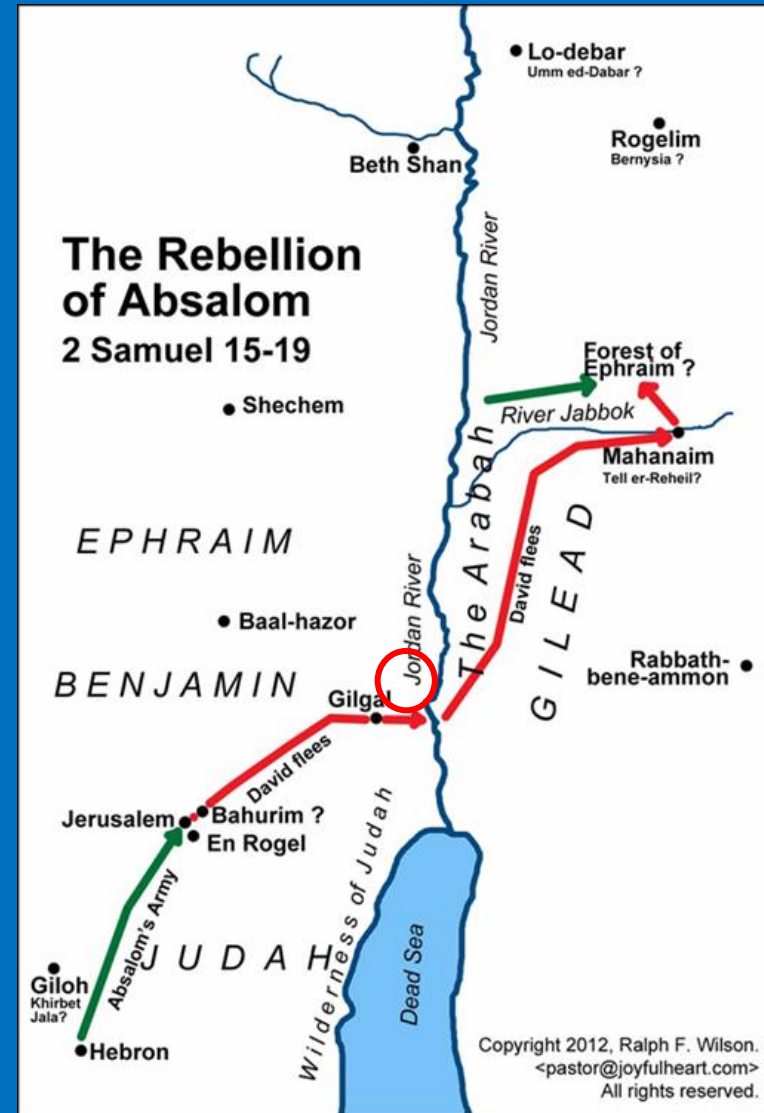 Lo-debar
Umm ed-Dabar ?
Rogelim
Bernysia ?
Beth Shan
The Rebellion
of Absalom
2 Samuel 15-19
Jordan River
Forest of
Ephraim ?
River Jabbok
Shechem
Mahanaim
Tell er-Reheil?
The Arabah
David flees
GILEAD
EPHRAIM
Jordan River
Baal-hazor
Rabbath-
bene-ammon
BENJAMIN
Gilgal
David flees
Jerusalem
Bahurim ?
En Rogel
Absalom's Army
JUDAH
Wilderness of Judah
Dead Sea
Giloh
Khirbet
Jala?
Hebron
Copyright 2012, Ralph F. Wilson.
<pastor@joyfulheart.com>
All rights reserved.